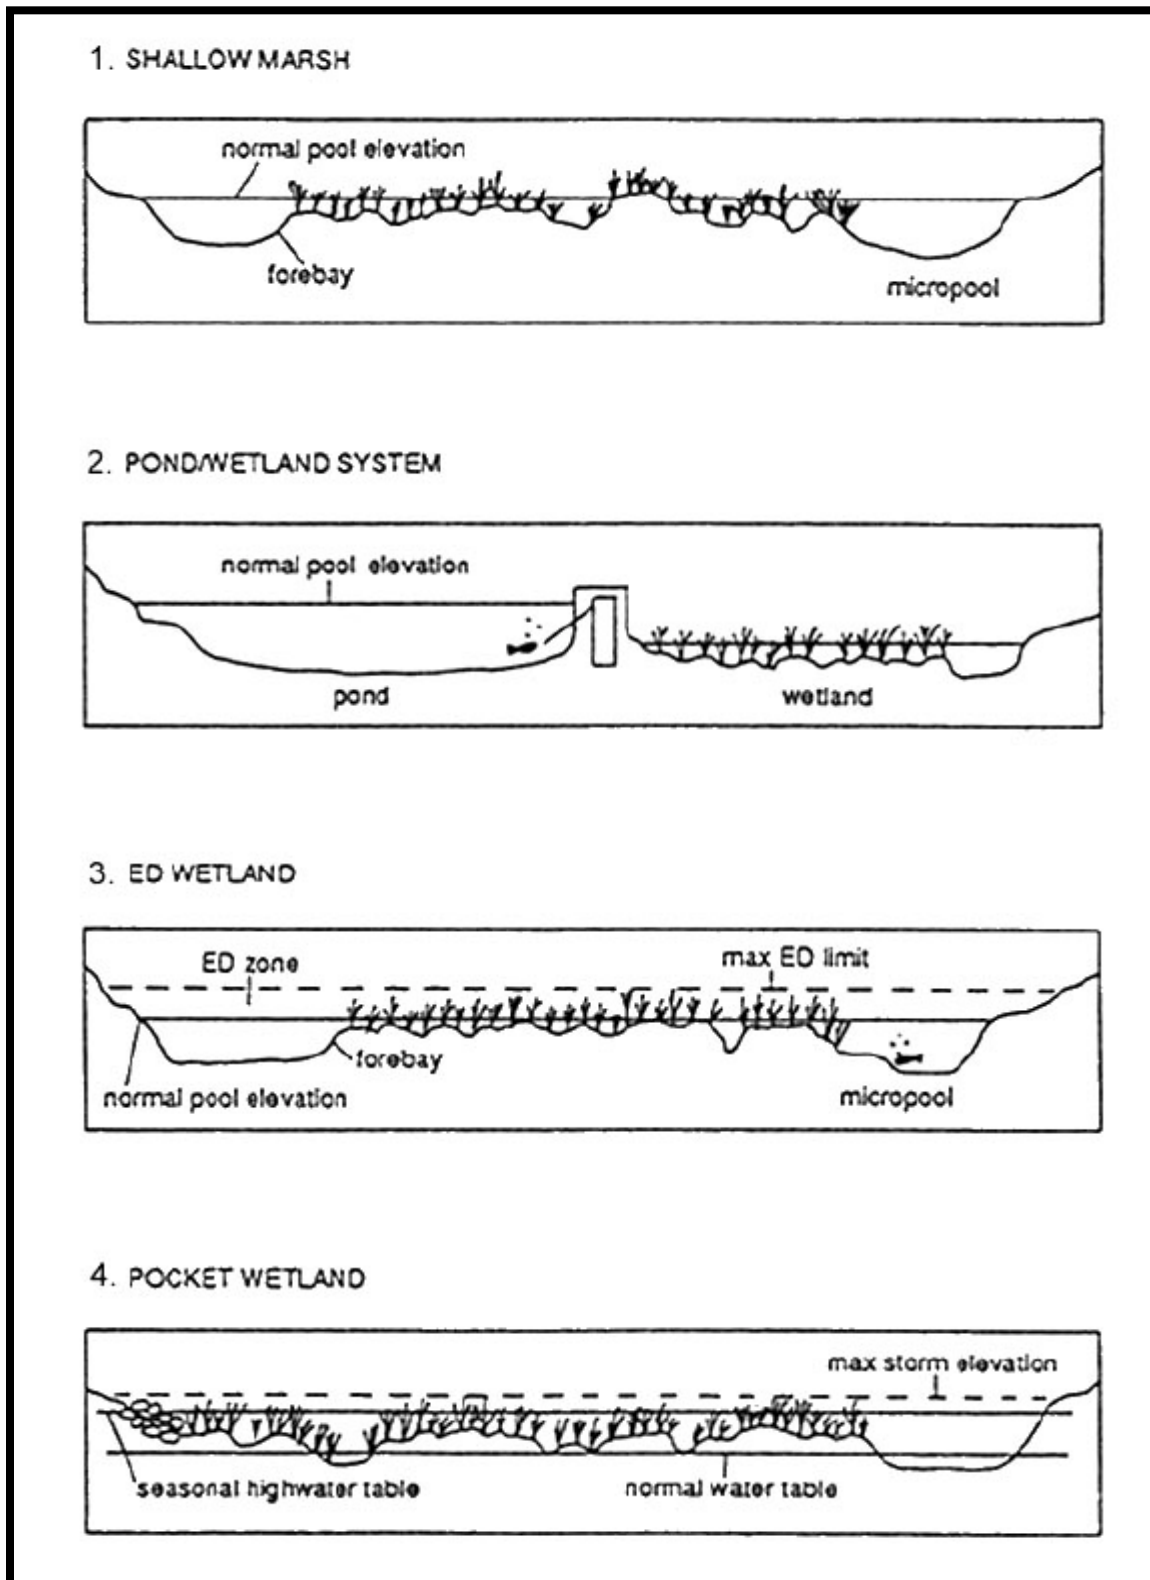 1. SHALLOW MARSH
normal pool elevation
forebay
micropool
2. POND/WETLAND SYSTEM
normal pool elevation
pond
wetland
3. ED WETLAND
ED zone
max ED limit
forebay
normal pool elevation
micropool
4. POCKET WETLAND
max storm elevation
seasonal highwater table
normal water table